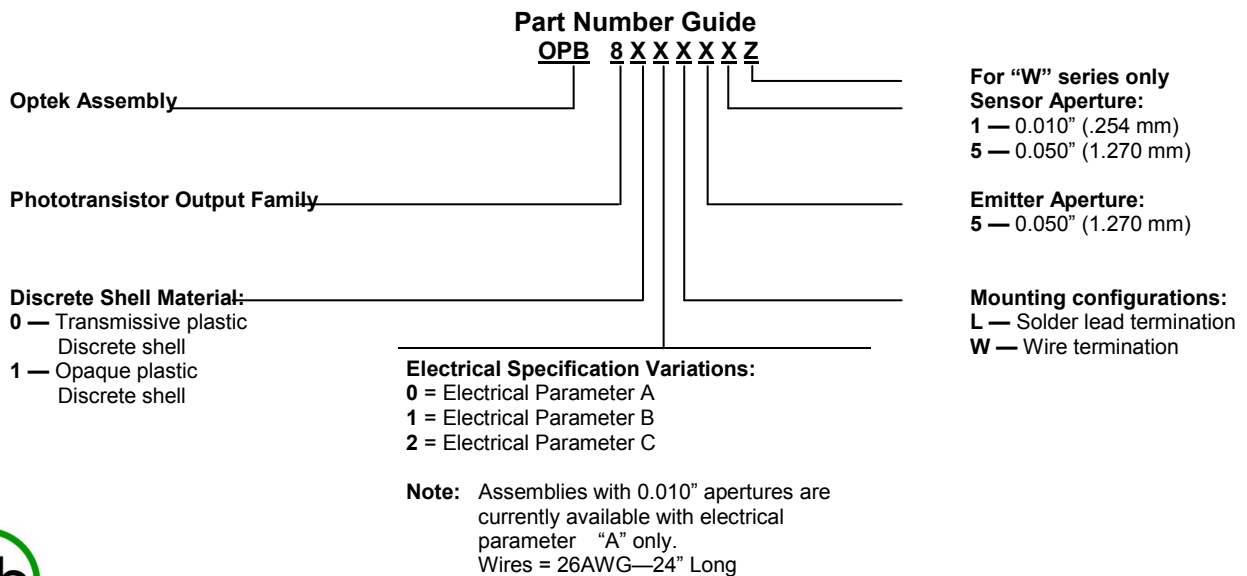 Part Number Guide
OPB 8 X X X X X Z
Optek Assembly
Phototransistor Output Family
Discrete Shell Material:
0 — Transmissive plastic
Discrete shell
1 — Opaque plastic
Discrete shell
Electrical Specification Variations:
0 = Electrical Parameter A
1 = Electrical Parameter B
2 = Electrical Parameter C
Note: Assemblies with 0.010” apertures are
currently available with electrical
parameter “A” only.
Wires = 26AWG—24” Long
For “W” series only
Sensor Aperture:
1 — 0.010” (.254 mm)
5 — 0.050” (1.270 mm)
Emitter Aperture:
5 — 0.050” (1.270 mm)
Mounting configurations:
L — Solder lead termination
W — Wire termination